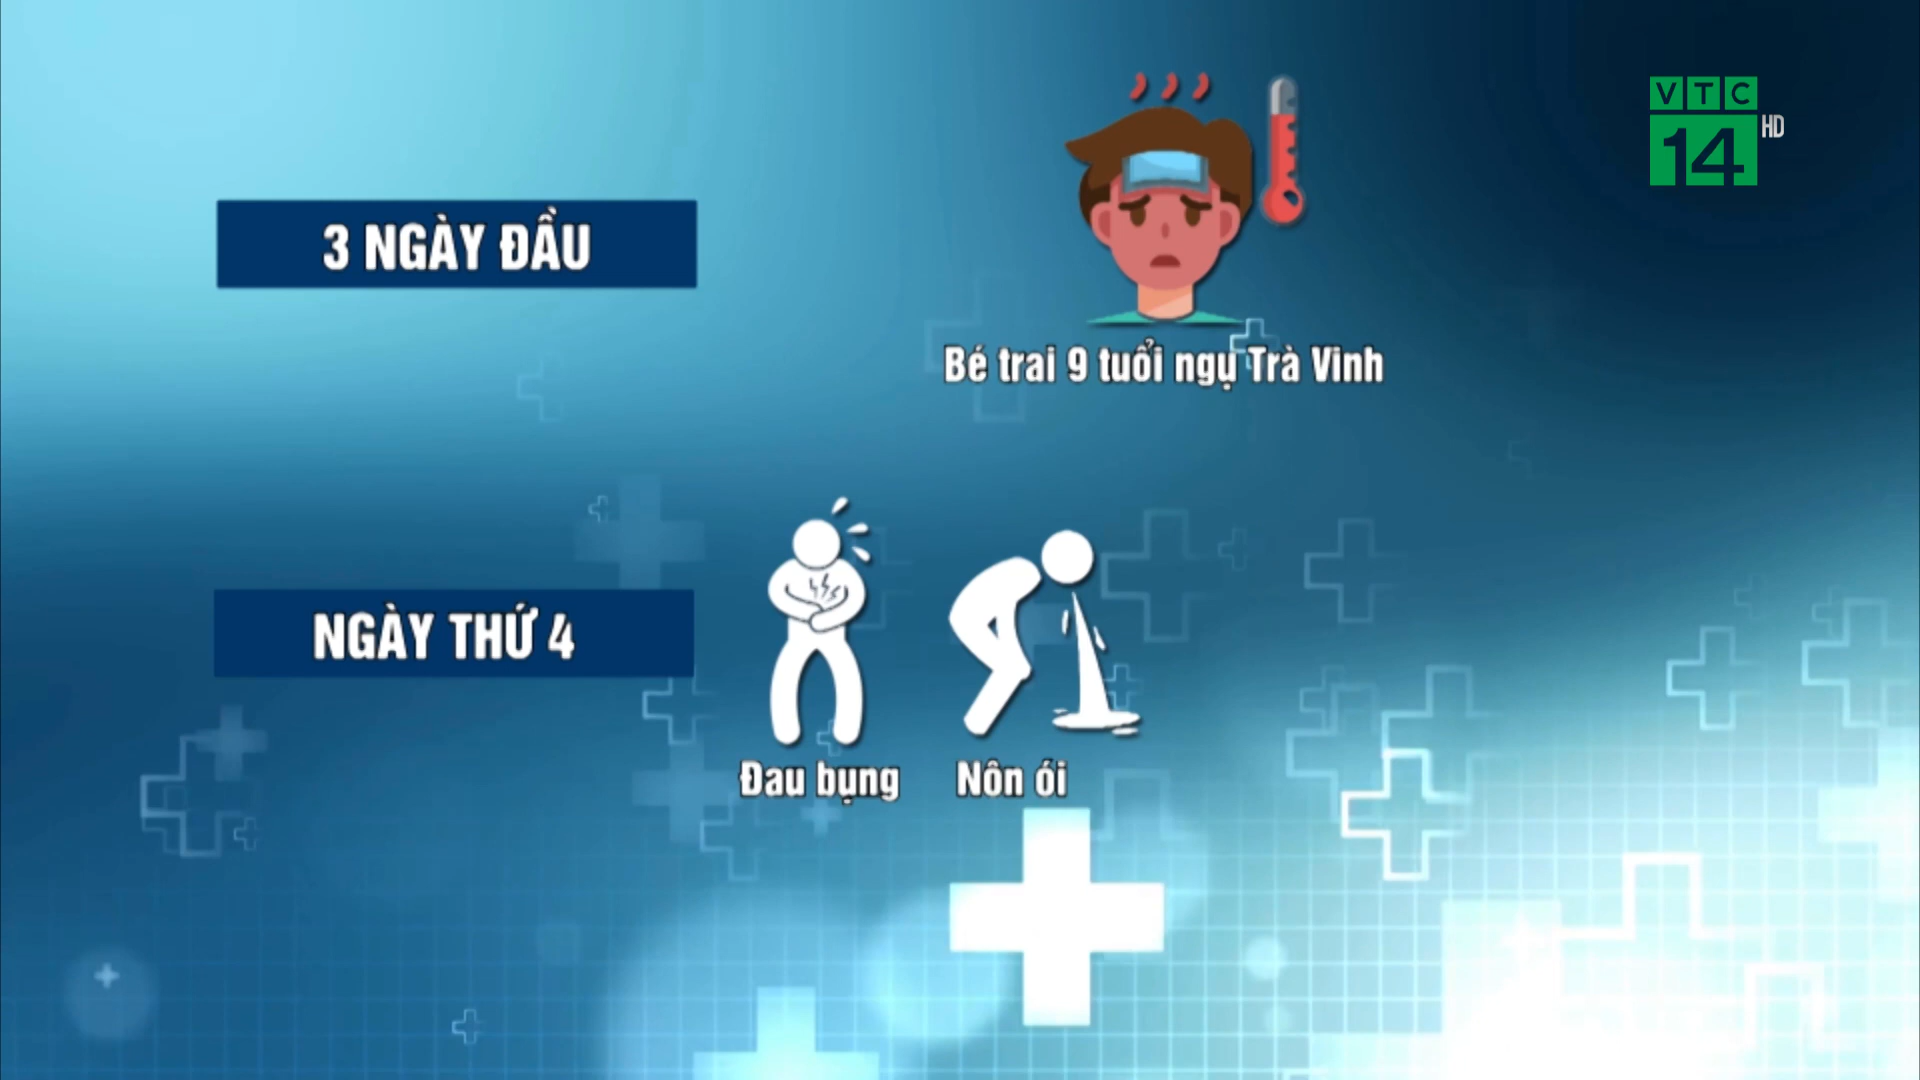 VTC
14 HD
3 NGÀY ĐẦU
Bé trai 9 tuổi ngụ Trà Vinh
NGÀY THỨ 4
Đau bụng
Nôn ói